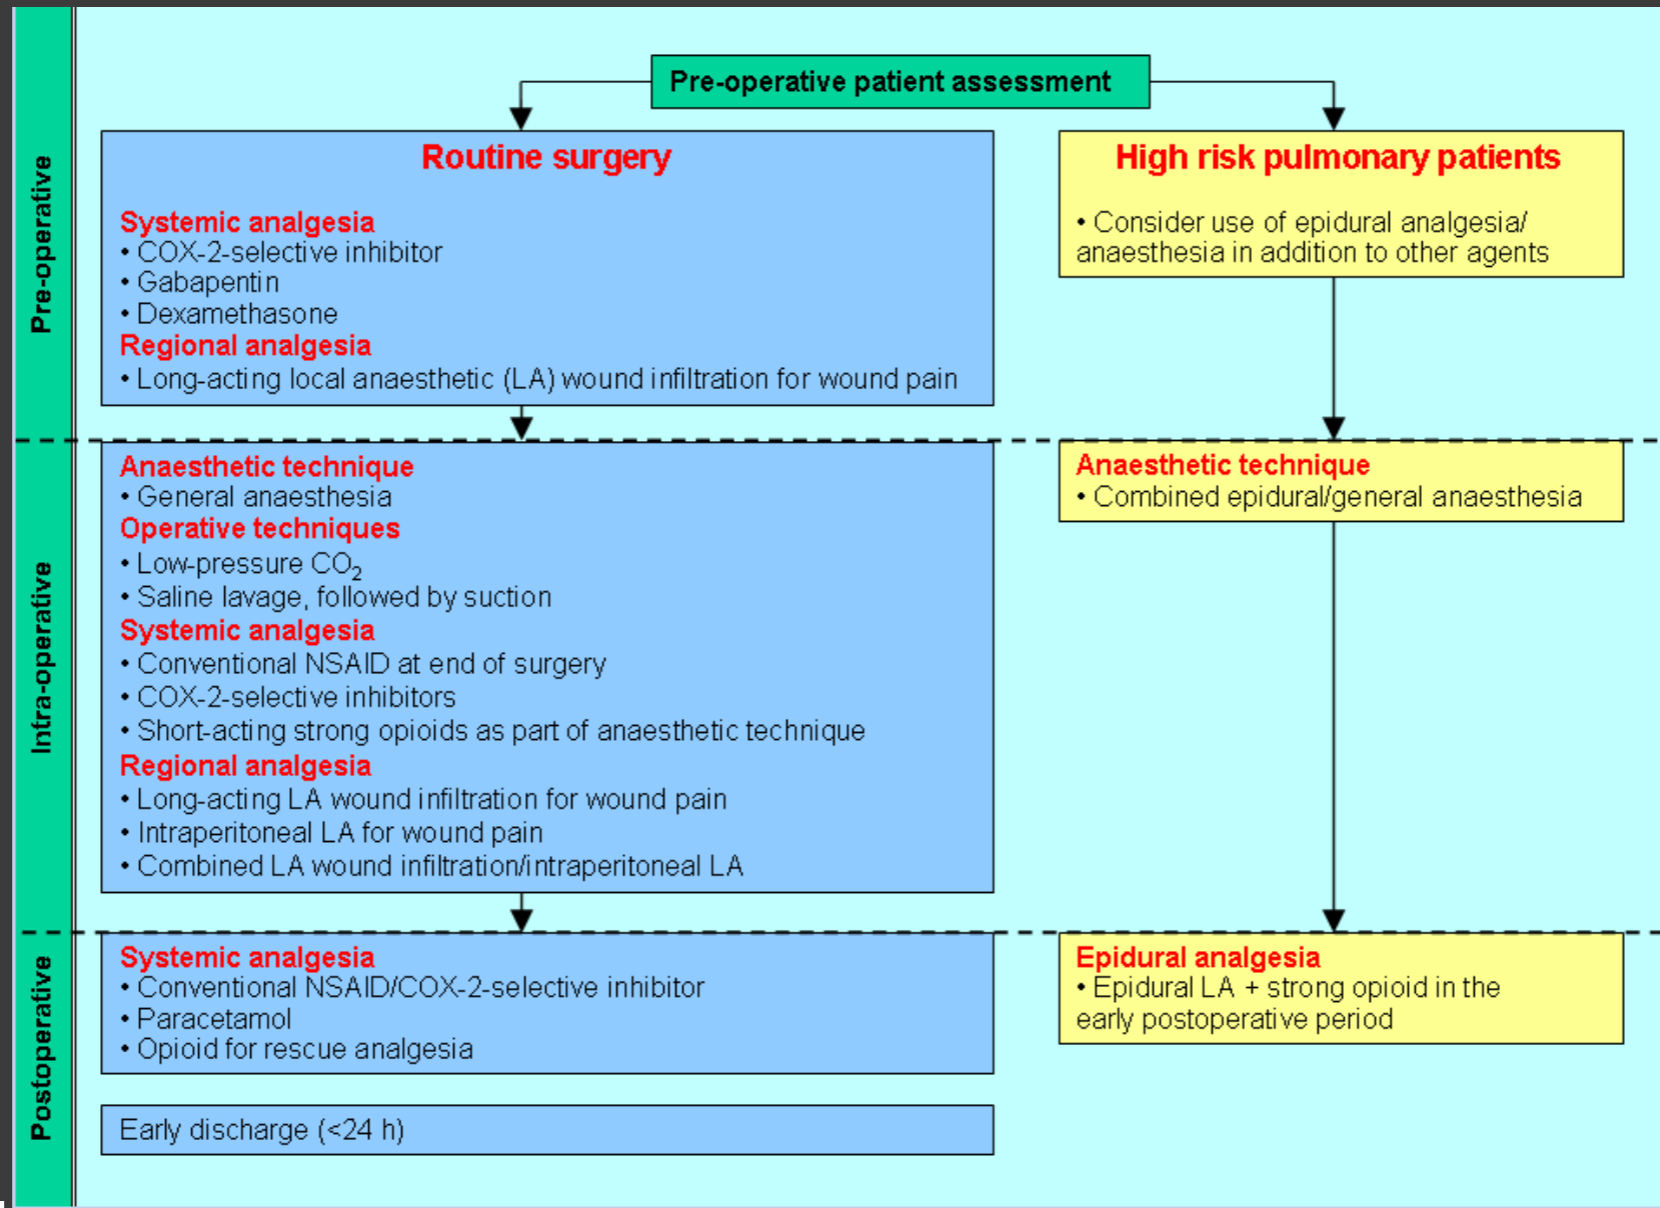 Pre-operative patient assessment
Pre-operative
Routine surgery
Systemic analgesia
• COX-2-selective inhibitor
• Gabapentin
• Dexamethasone
Regional analgesia
• Long-acting local anaesthetic (LA) wound infiltration for wound pain
High risk pulmonary patients
• Consider use of epidural analgesia/
anaesthesia in addition to other agents
Intra-operative
Anaesthetic technique
• General anaesthesia
Operative techniques
• Low-pressure CO₂
• Saline lavage, followed by suction
Systemic analgesia
• Conventional NSAID at end of surgery
• COX-2-selective inhibitors
• Short-acting strong opioids as part of anaesthetic technique
Regional analgesia
• Long-acting LA wound infiltration for wound pain
• Intraperitoneal LA for wound pain
• Combined LA wound infiltration/intraperitoneal LA
Anaesthetic technique
• Combined epidural/general anaesthesia
Postoperative
Systemic analgesia
• Conventional NSAID/COX-2-selective inhibitor
• Paracetamol
• Opioid for rescue analgesia
Early discharge (<24 h)
Epidural analgesia
• Epidural LA + strong opioid in the
early postoperative period